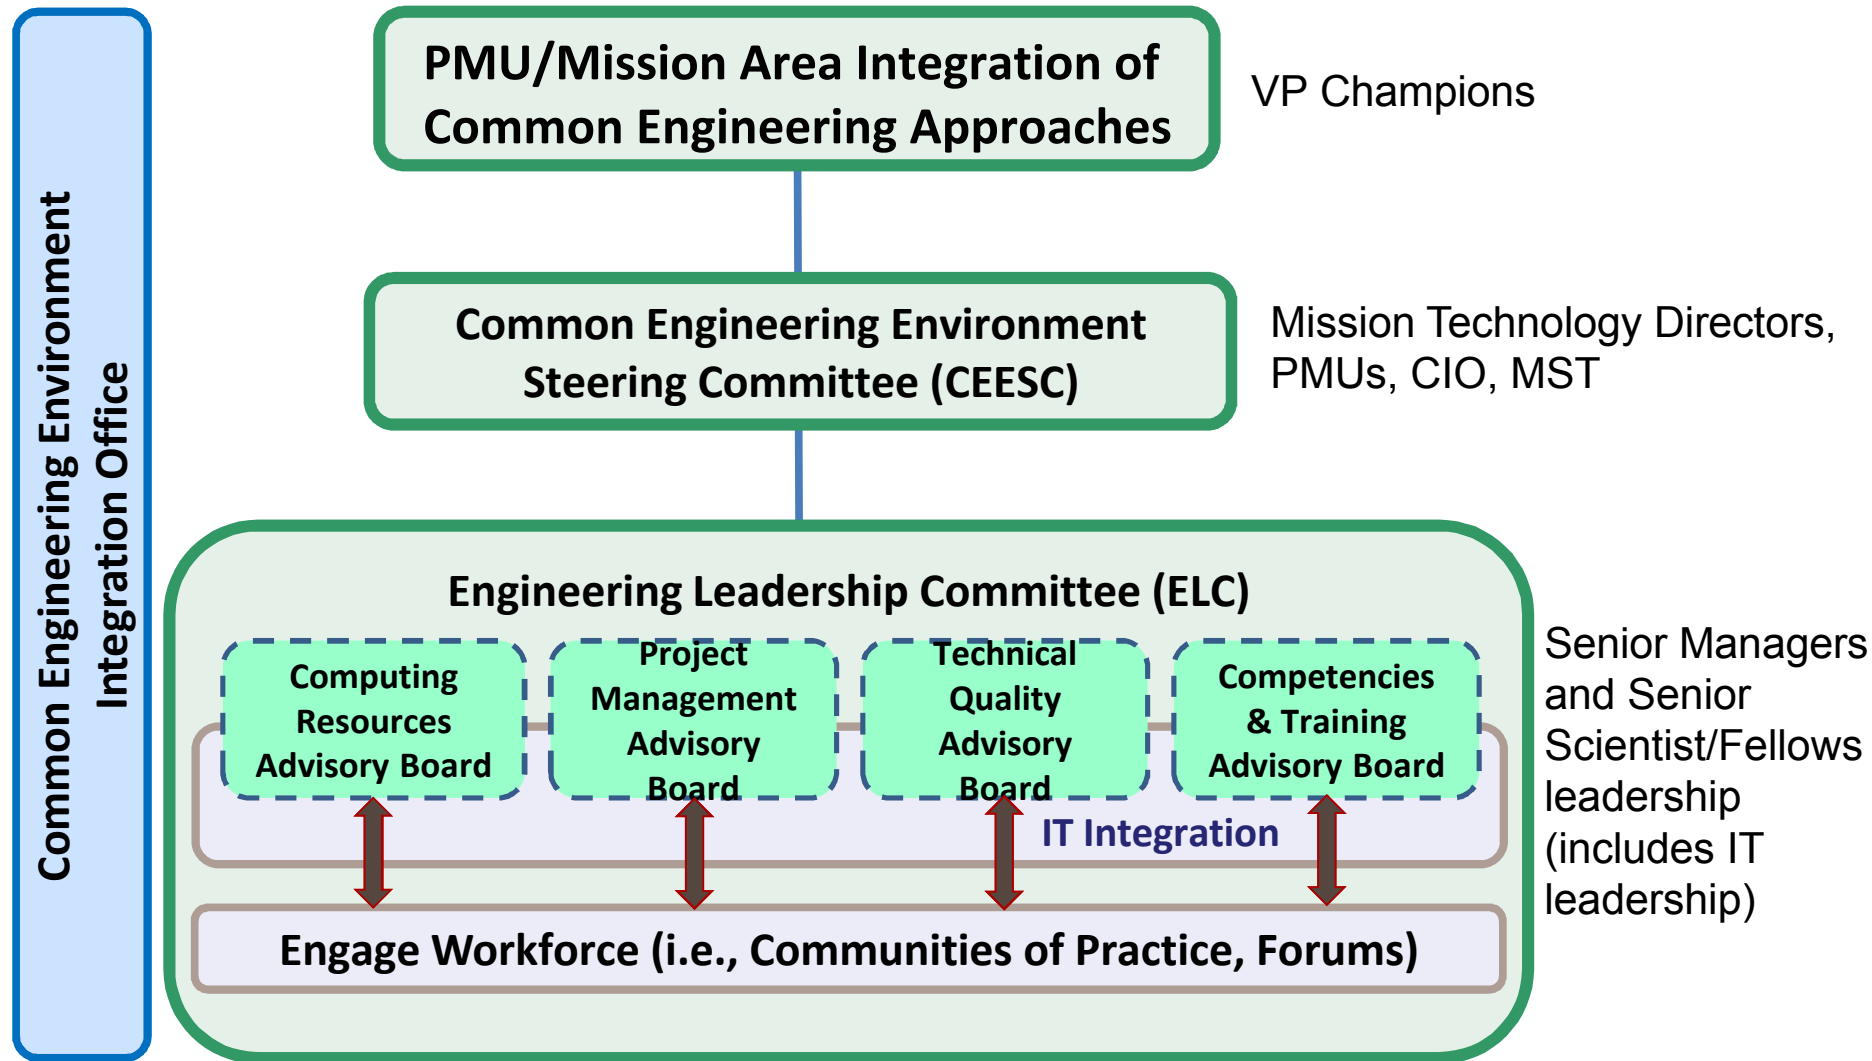 Common Engineering Environment
Integration Office
PMU/Mission Area Integration of
Common Engineering Approaches
VP Champions
Common Engineering Environment
Steering Committee (CEESC)
Mission Technology Directors,
PMUs, CIO, MST
Engineering Leadership Committee (ELC)
Computing
Resources
Advisory Board
Project
Management
Advisory
Board
Technical
Quality
Advisory
Board
Competencies
& Training
Advisory Board
IT Integration
Engage Workforce (i.e., Communities of Practice, Forums)
Senior Managers
and Senior
Scientist/Fellows
leadership
(includes IT
leadership)